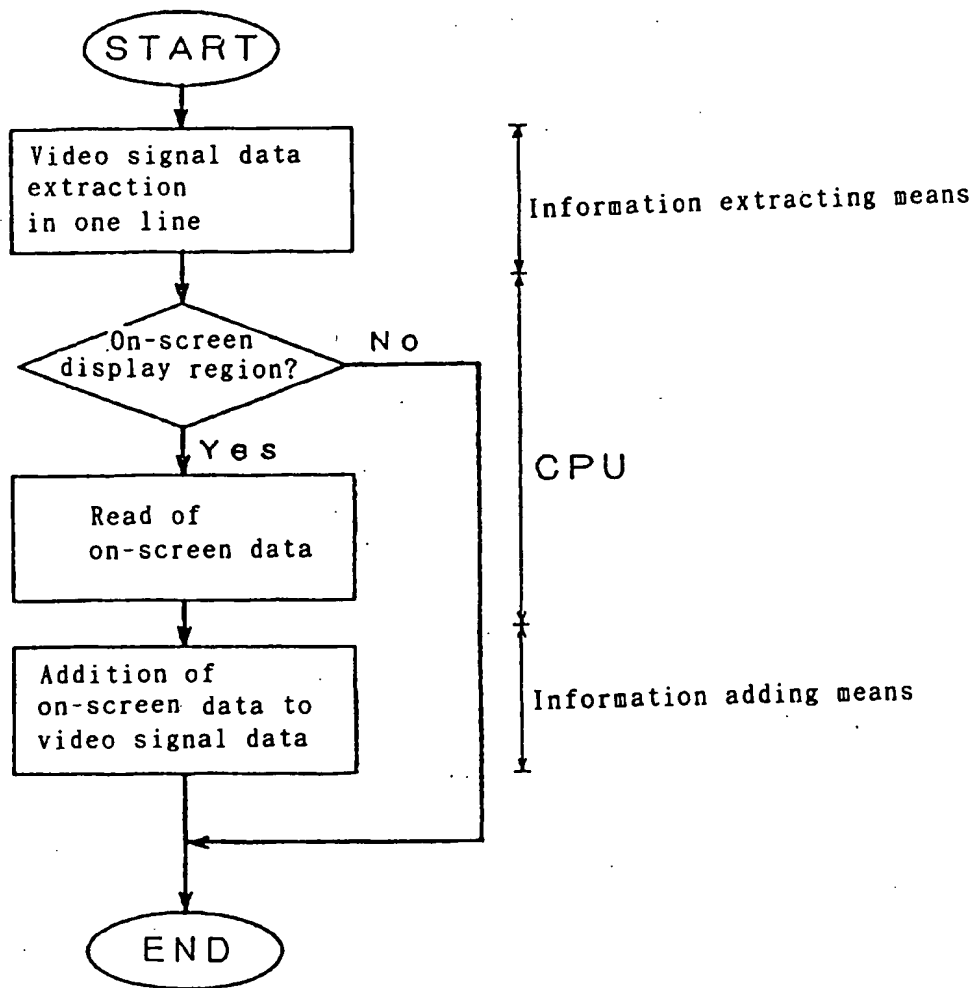 START
Video signal data
extraction
in one line
Information extracting means
On-screen
display region?
No
Yes
CPU
Read of
on-screen data
Addition of
on-screen data to
video signal data
Information adding means
END